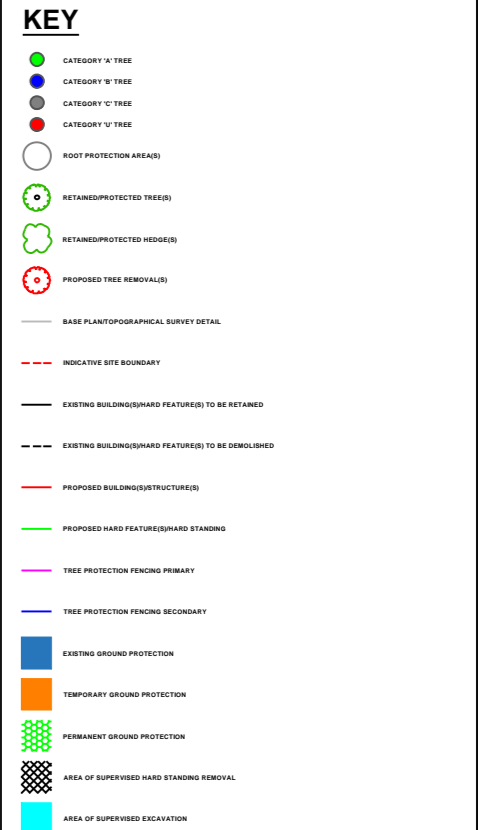 KEY
CATEGORY 'A' TREE
CATEGORY 'B' TREE
CATEGORY 'C' TREE
CATEGORY 'U' TREE
ROOT PROTECTION AREA(S)
RETAINED/PROTECTED TREE(S)
RETAINED/PROTECTED HEDGE(S)
PROPOSED TREE REMOVAL(S)
BASE PLAN/TOPOGRAPHICAL SURVEY DETAIL
INDICATIVE SITE BOUNDARY
EXISTING BUILDING(S)/HARD FEATURE(S) TO BE RETAINED
EXISTING BUILDING(S)/HARD FEATURE(S) TO BE DEMOLISHED
PROPOSED BUILDING(S)/STRUCTURE(S)
PROPOSED HARD FEATURE(S)/HARD STANDING
TREE PROTECTION FENCING PRIMARY
TREE PROTECTION FENCING SECONDARY
EXISTING GROUND PROTECTION
TEMPORARY GROUND PROTECTION
PERMANENT GROUND PROTECTION
AREA OF SUPERVISED HARD STANDING REMOVAL
AREA OF SUPERVISED EXCAVATION